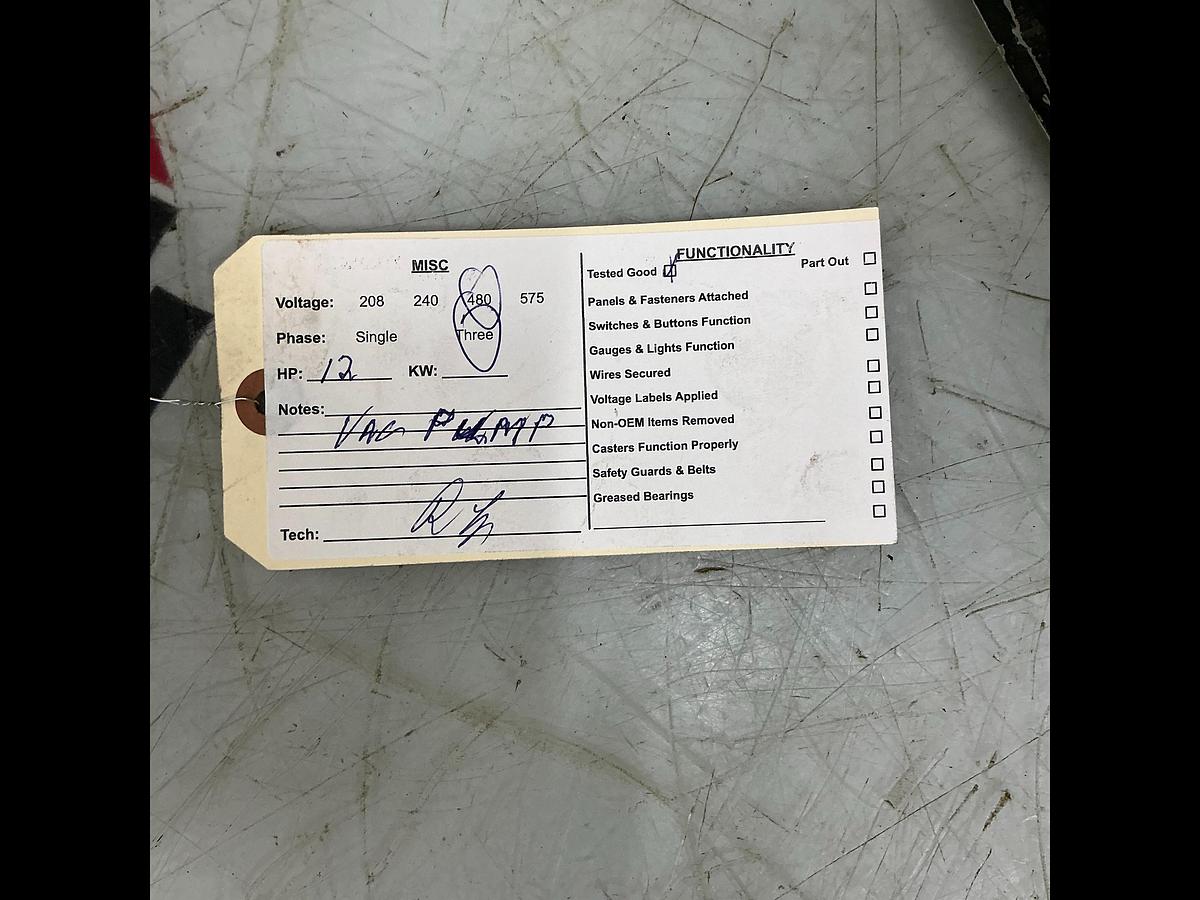 MISC
Voltage: 208 240 480 575
Phase: Single Three
HP: 12 KW:
Notes:
VAC PUMP
Tech:
FUNCTIONALITY
Tested Good Part Out
Panels & Fasteners Attached
Switches & Buttons Function
Gauges & Lights Function
Wires Secured
Voltage Labels Applied
Non-OEM Items Removed
Casters Function Properly
Safety Guards & Belts
Greased Bearings